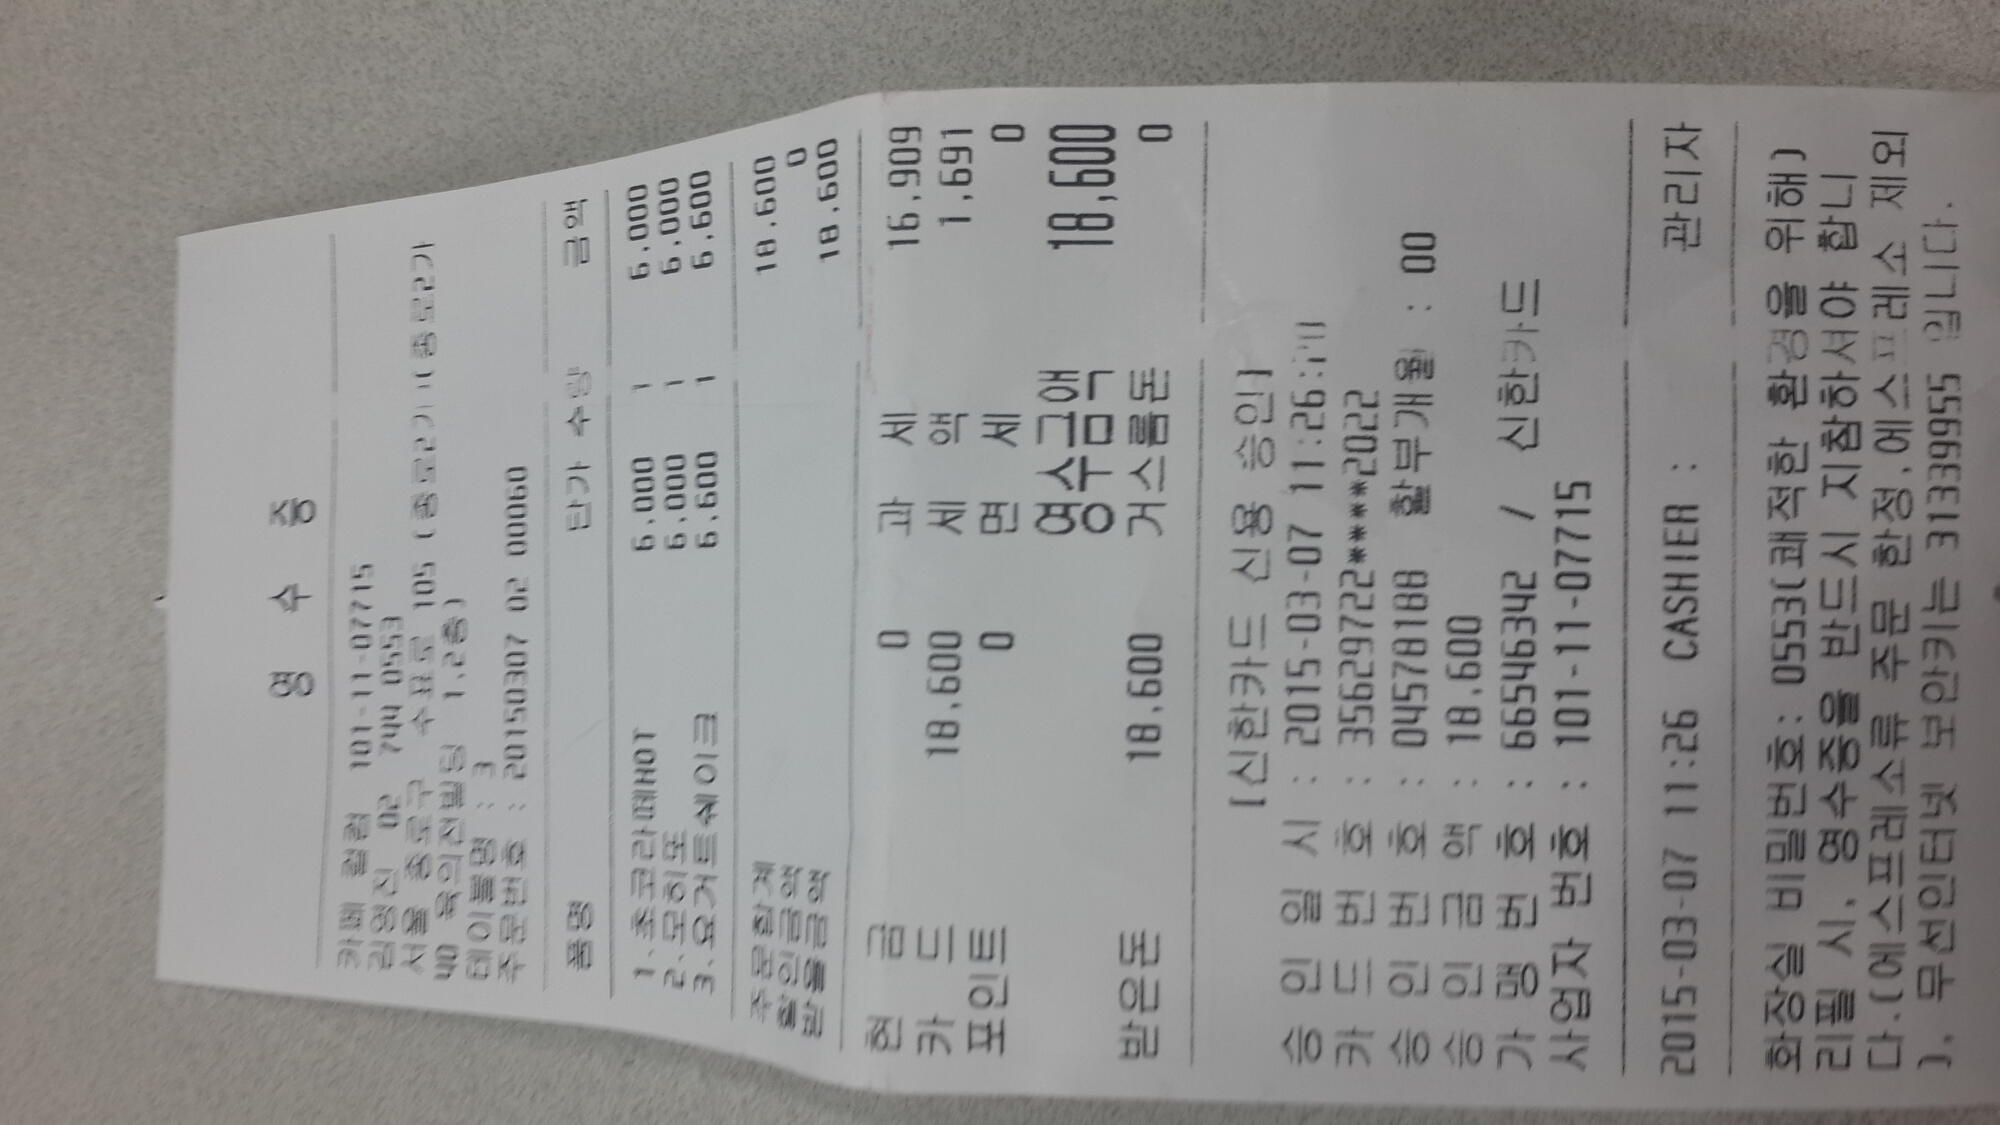 영 수 증
카페 컬럼 101-11-07715
김영진 02 744 0553
서울 종로구 수표로 105 (종로2가
40 육의전빌딩 1,2층)
테이블명 : 3
주문번호 : 20150307 02 00060
품명 단가 수량 금액
1.초코라떼HOT 6,000 1 6,000
2.모히또 6,000 1 6,000
3.요거트쉐이크 6,600 1 6,600
주문합계 18,600
할인금액 0
받을금액 18,600
현 금 0 과 세 16,909
카 드 18,600 세 액 1,691
포인트 0 면 세 0
영수금액 18,600
받은돈 18,600 거스름돈 0
[신한카드 신용 승인]
승 인 일 시 : 2015-03-07 11:26
카 드 번 호 : 35629722****2022
승 인 번 호 : 04578188 할부개월 : 00
승 인 금 액 : 18,600
가 맹 번 호 : 66546342 / 신한카드
사업자 번호 : 101-11-07715
2015-03-07 11:26 CASHIER : 관리자
화장실 비밀번호: 0553(쾌적한 환경을 위해)
리필 시, 영수증을 반드시 지참하셔야 합니
다.(에스프레소류 주문 한정.에스프레소 제외
). 무선인터넷 보안키는 31339955 입니다.